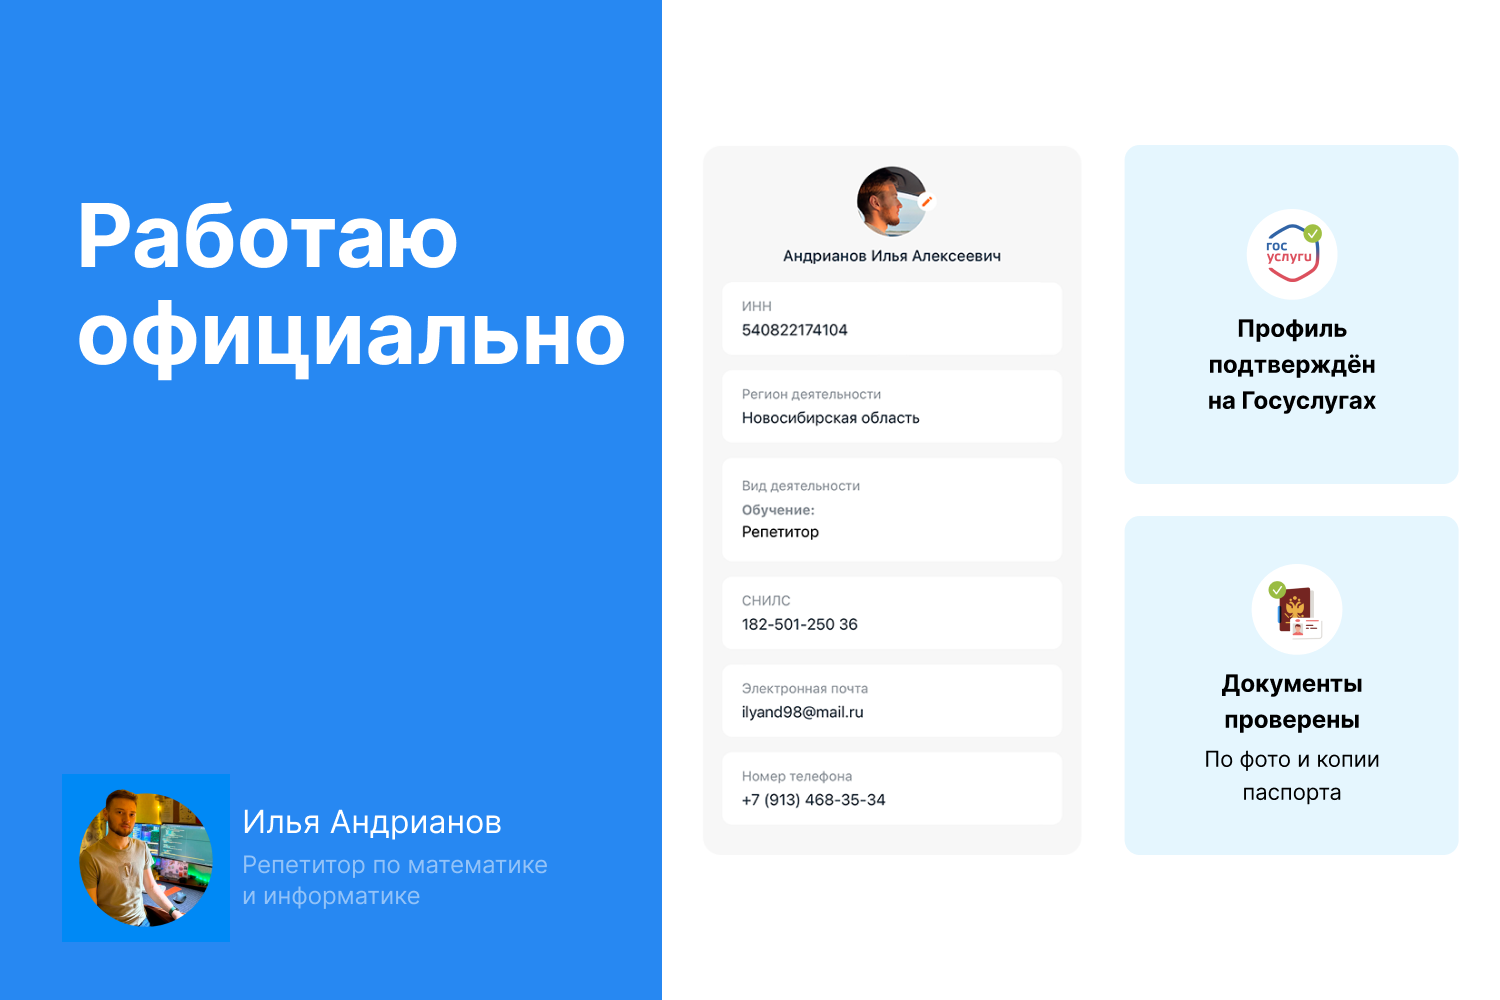 Работаю
официально
Илья Андрианов
Репетитор по математике
и информатике
Андрианов Илья Алексеевич
ИНН
540822174104
Регион деятельности
Новосибирская область
Вид деятельности
Обучение:
Репетитор
СНИЛС
182-501-250 36
Электронная почта
ilyand98@mail.ru
Номер телефона
+7 (913) 468-35-34
гос
услуги
Профиль
подтверждён
на Госуслугах
Документы
проверены
По фото и копии
паспорта